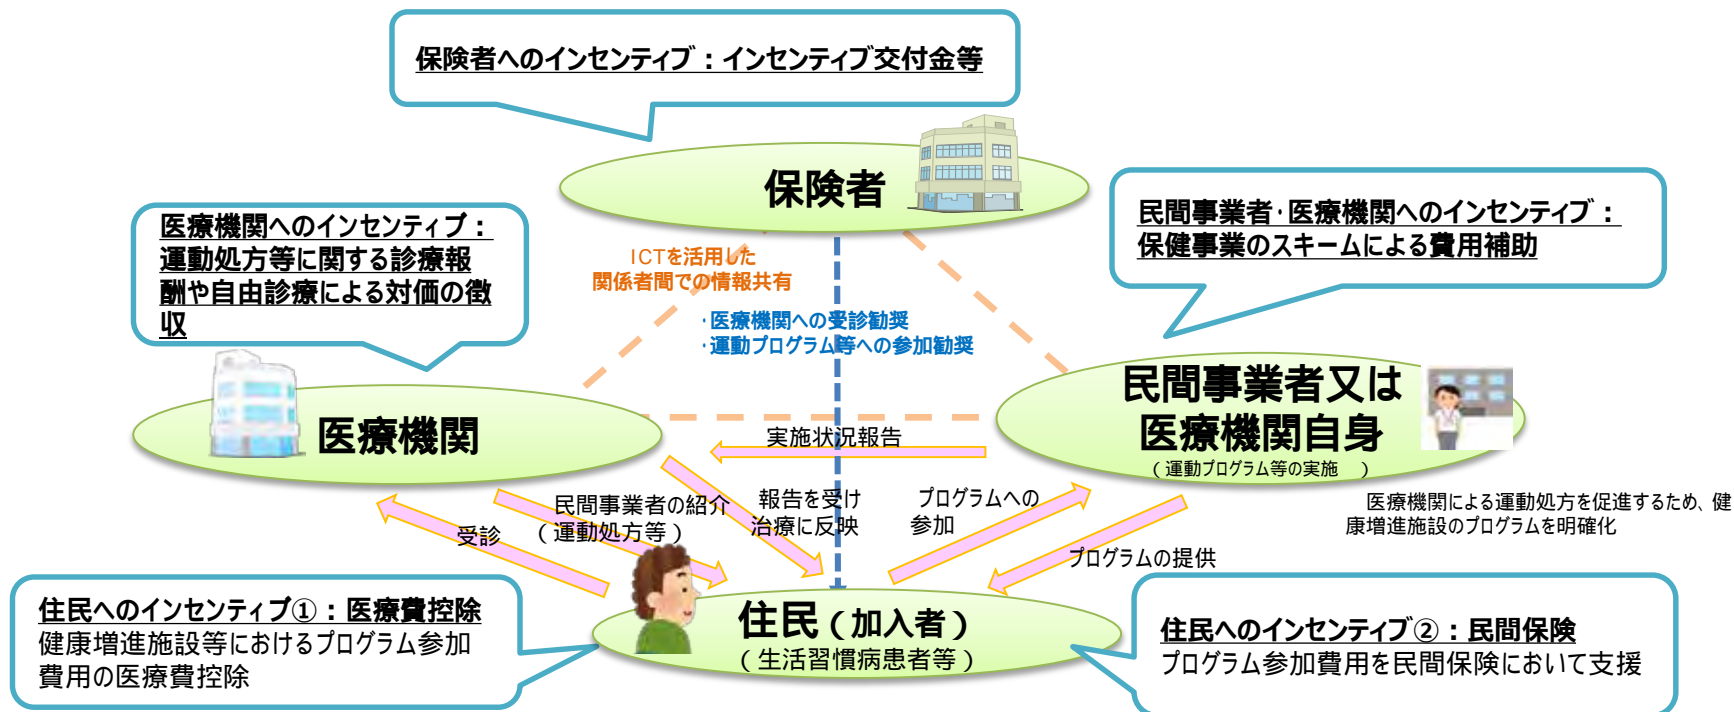 保険者へのインセンティブ：インセンティブ交付金等
保険者
医療機関へのインセンティブ：
運動処方等に関する診療報
酬や自由診療による対価の徴
収
民間事業者・医療機関へのインセンティブ：
保健事業のスキームによる費用補助
ICTを活用した
関係者間での情報共有
・医療機関への受診勧奨
・運動プログラム等への参加勧奨
医療機関
民間事業者又は
医療機関自身
（運動プログラム等の実施　）
実施状況報告
受診
民間事業者の紹介
（運動処方等）
報告を受け
治療に反映
プログラムへの
参加
プログラムの提供
医療機関による運動処方を促進するため、健
康増進施設のプログラムを明確化
住民へのインセンティブ①：医療費控除
健康増進施設等におけるプログラム参加
費用の医療費控除
住民（加入者）
（生活習慣病患者等）
住民へのインセンティブ②：民間保険
プログラム参加費用を民間保険において支援